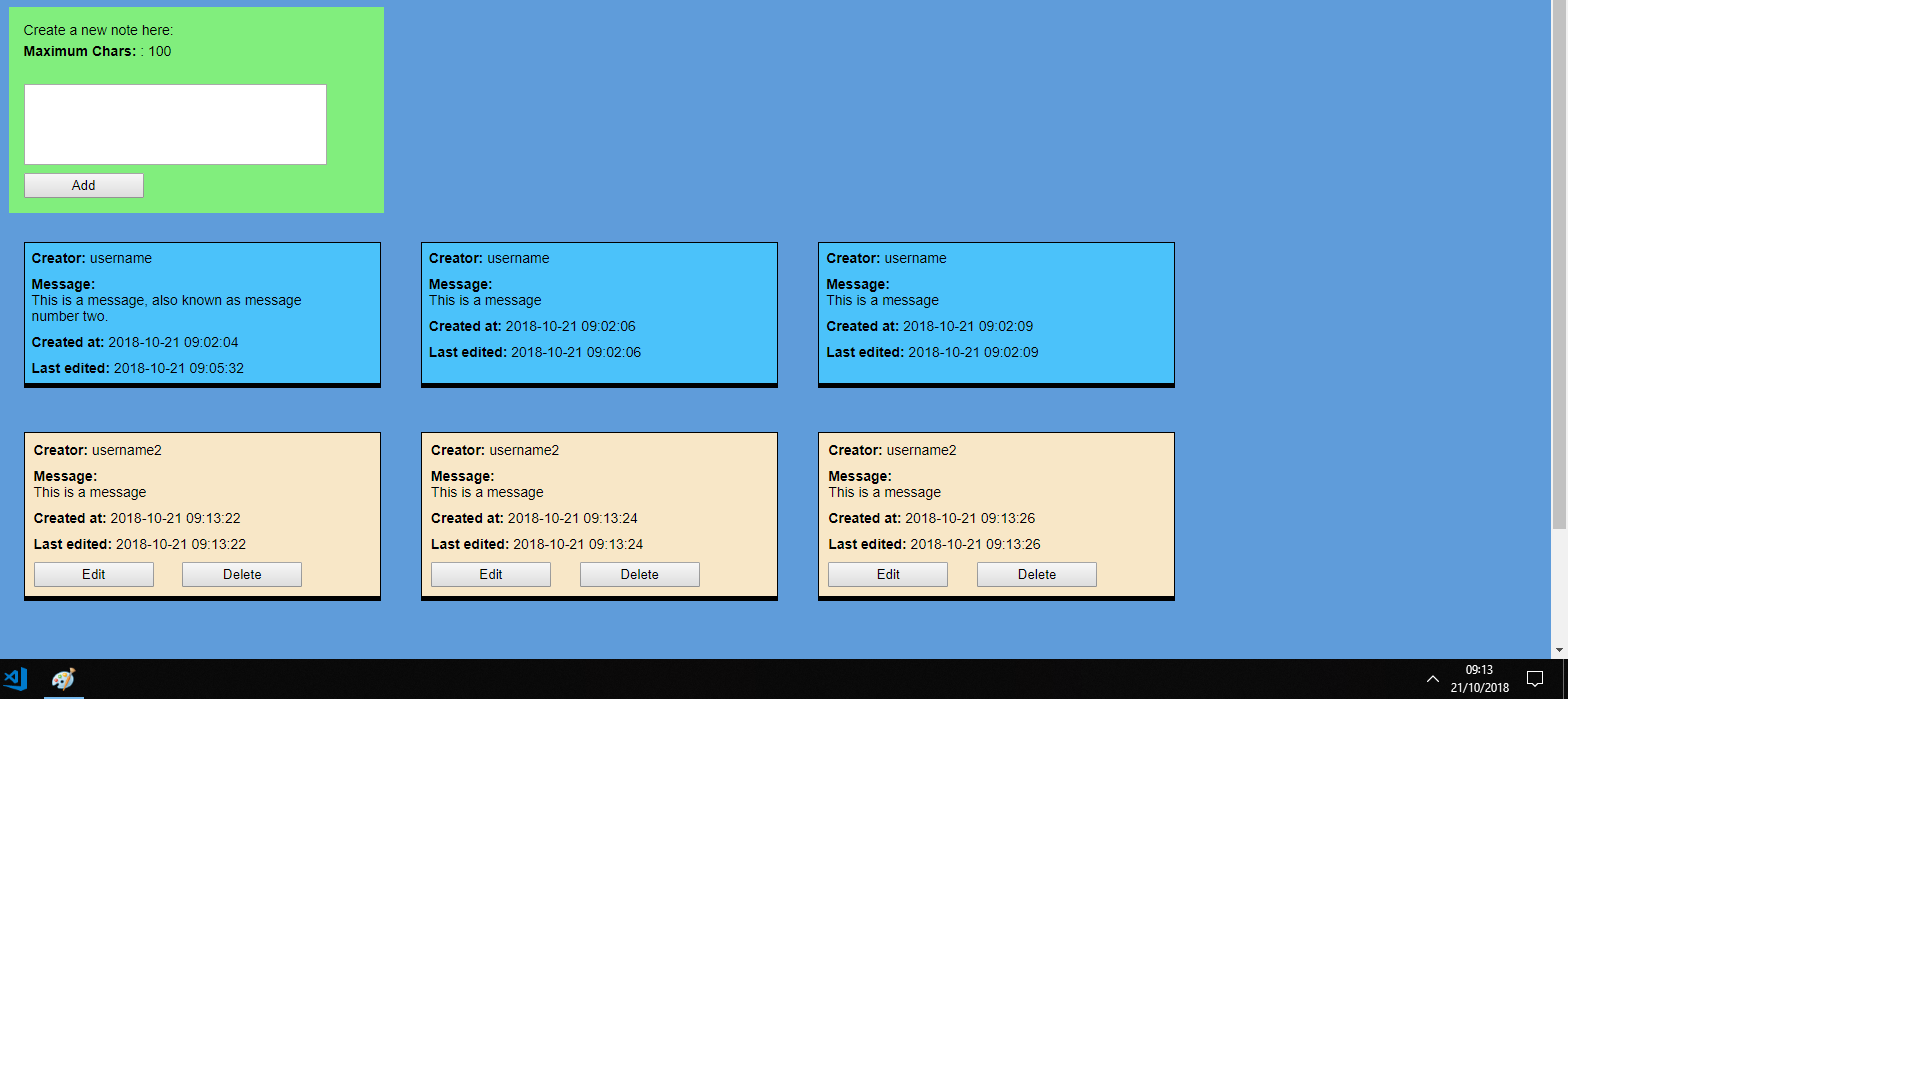 Create a new note here:
Maximum Chars: : 100
Add
Creator: username
Message:
This is a message, also known as message
number two.
Created at: 2018-10-21 09:02:04
Last edited: 2018-10-21 09:05:32
Creator: username
Message:
This is a message
Created at: 2018-10-21 09:02:06
Last edited: 2018-10-21 09:02:06
Creator: username
Message:
This is a message
Created at: 2018-10-21 09:02:09
Last edited: 2018-10-21 09:02:09
Creator: username2
Message:
This is a message
Created at: 2018-10-21 09:13:22
Last edited: 2018-10-21 09:13:22
Edit Delete
Creator: username2
Message:
This is a message
Created at: 2018-10-21 09:13:24
Last edited: 2018-10-21 09:13:24
Edit Delete
Creator: username2
Message:
This is a message
Created at: 2018-10-21 09:13:26
Last edited: 2018-10-21 09:13:26
Edit Delete
09:13
21/10/2018